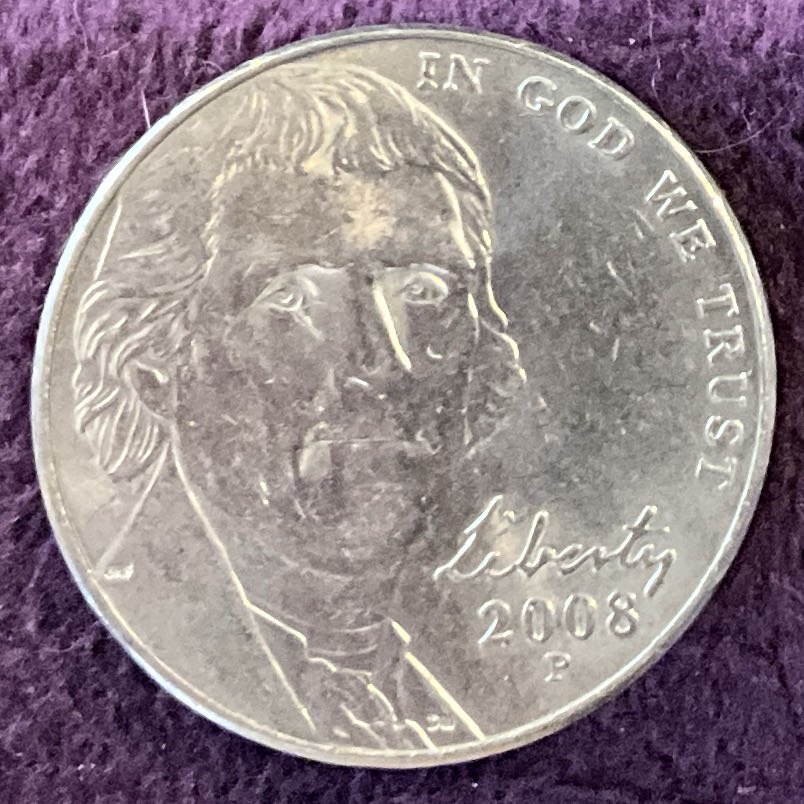 IN GOD WE TRUST
Liberty
2008
P